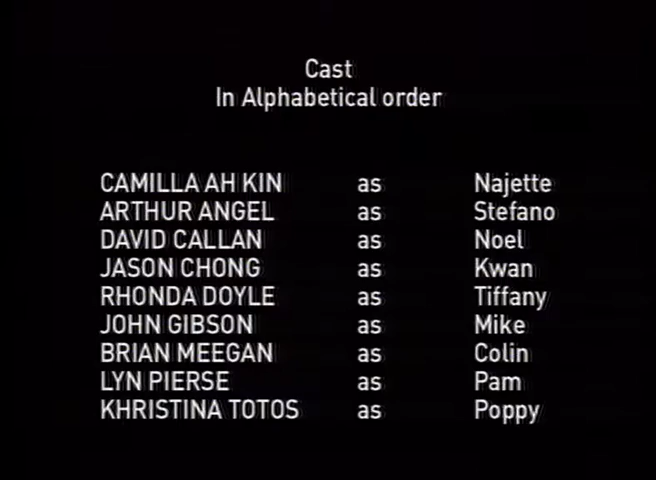 Cast
In Alphabetical order
CAMILLA AH KIN as Najette
ARTHUR ANGEL as Stefano
DAVID CALLAN as Noel
JASON CHONG as Kwan
RHONDA DOYLE as Tiffany
JOHN GIBSON as Mike
BRIAN MEEGAN as Colin
LYN PIERSE as Pam
KHRISTINA TOTOS as Poppy